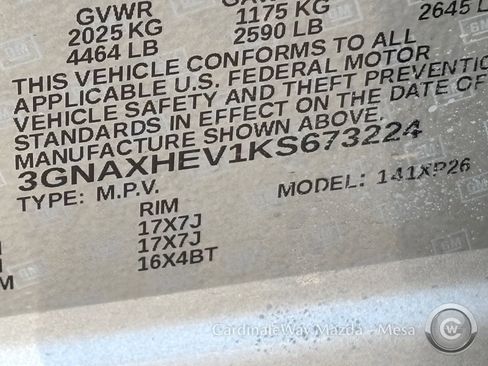 GVWR
2025 KG
4464 LB
1175 KG
2590 LB
2645 L
THIS VEHICLE CONFORMS TO ALL
APPLICABLE U.S. FEDERAL MOTOR
VEHICLE SAFETY AND THEFT PREVENTIO
STANDARDS IN EFFECT ON THE DATE OF
MANUFACTURE SHOWN ABOVE.
3GNAXHEV1KS673224
TYPE: M.P.V.
MODEL: 141XP26
RIM
17X7J
17X7J
16X4BT
CardinaleWay Mazda - Mesa